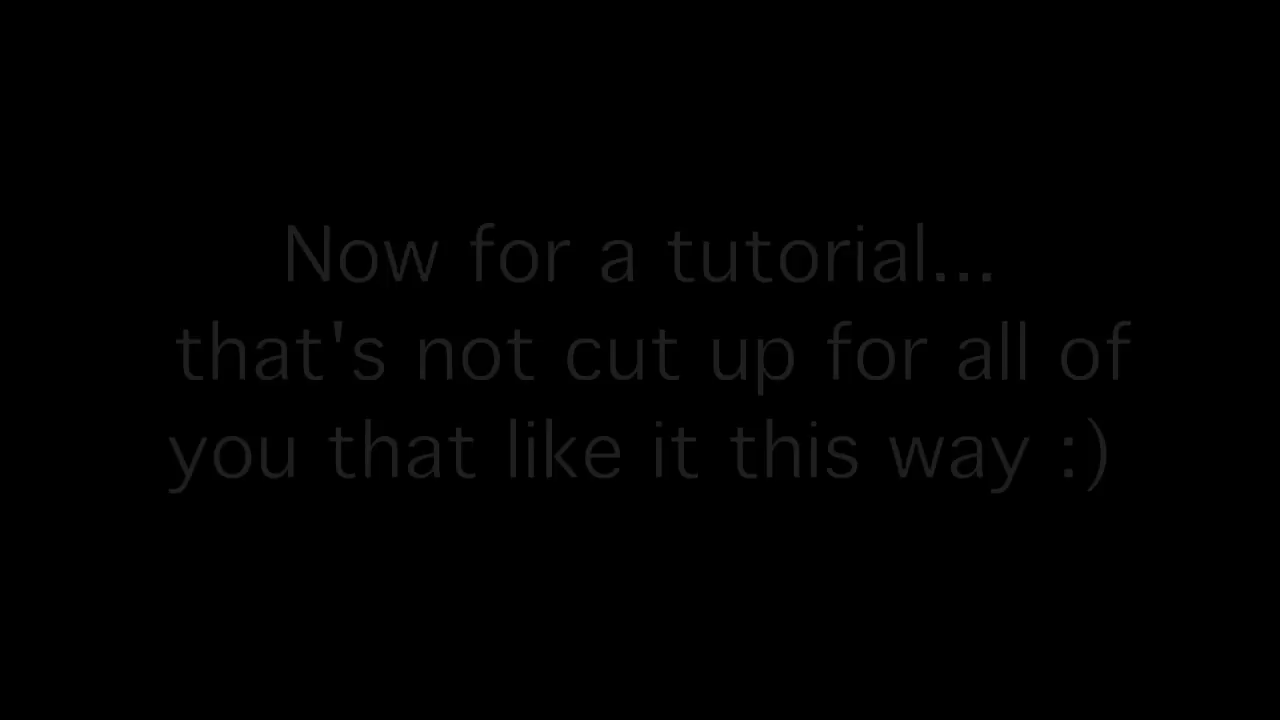 Now for a tutorial...
that's not cut up for all of
you that like it this way :)